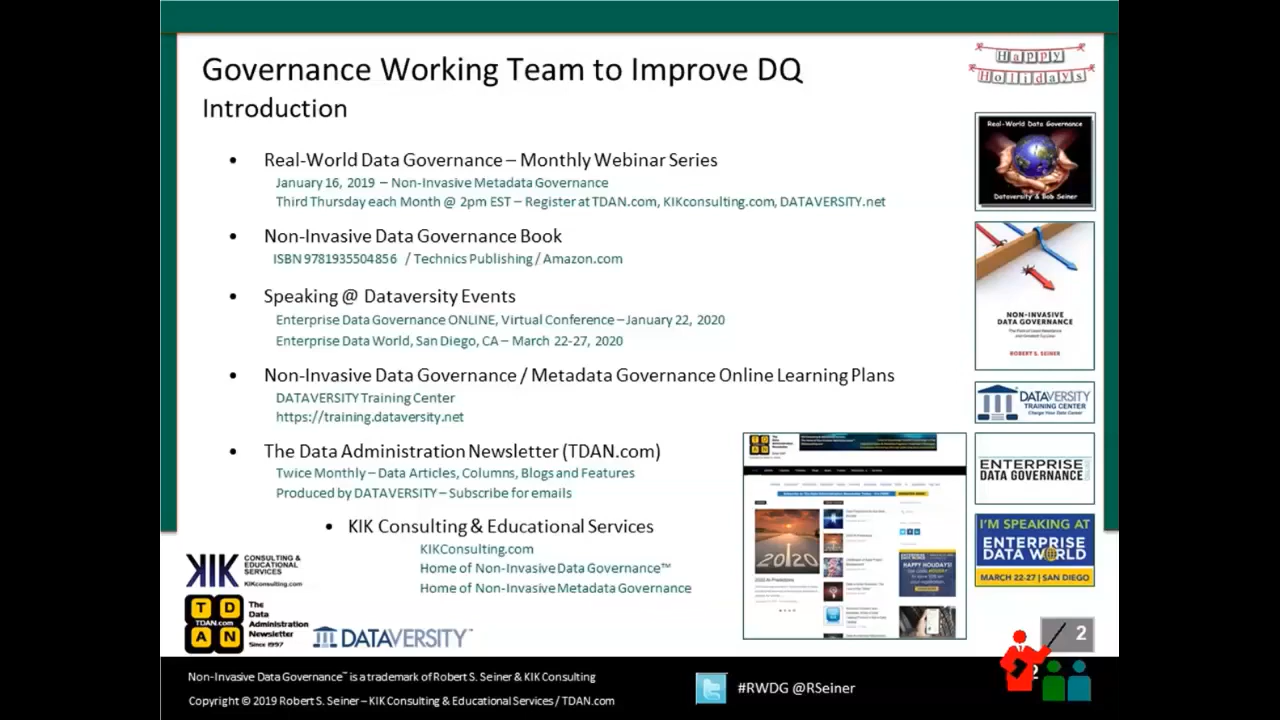 Governance Working Team to Improve DQ
Introduction
Happy
Holidays
• Real-World Data Governance – Monthly Webinar Series
January 16, 2019 – Non-Invasive Metadata Governance
Third Thursday each Month @ 2pm EST – Register at TDAN.com, KIKconsulting.com, DATAVERSITY.net
• Non-Invasive Data Governance Book
ISBN 9781935504856 / Technics Publishing / Amazon.com
• Speaking @ Dataversity Events
Enterprise Data Governance ONLINE, Virtual Conference – January 22, 2020
Enterprise Data World, San Diego, CA – March 22-27, 2020
• Non-Invasive Data Governance / Metadata Governance Online Learning Plans
DATAVERSITY Training Center
https://training.dataversity.net
• The Data Administration Newsletter (TDAN.com)
Twice Monthly – Data Articles, Columns, Blogs and Features
Produced by DATAVERSITY – Subscribe for emails
• KIK Consulting & Educational Services
KIKConsulting.com
Home of Non-Invasive Data Governance™
Home of Non-Invasive Metadata Governance
Real-World Data Governance
Dataversity & Bob Seiner
NON-INVASIVE
DATA GOVERNANCE
ROBERT S. SEINER
DATAVERSITY
TRAINING CENTER
Charge Your Data Career
ENTERPRISE
DATA GOVERNANCE
I'M SPEAKING AT
ENTERPRISE
DATA WORLD
MARCH 22-27 | SAN DIEGO
2020
KIK
CONSULTING &
EDUCATIONAL
SERVICES
KIKconsulting.com
TD
TDAN.com
AN
The
Data
Administration
Newsletter
Since 1997
DATAVERSITY™
2
2
Non-Invasive Data Governance™ is a trademark of Robert S. Seiner & KIK Consulting
Copyright © 2019 Robert S. Seiner – KIK Consulting & Educational Services / TDAN.com
#RWDG @RSeiner